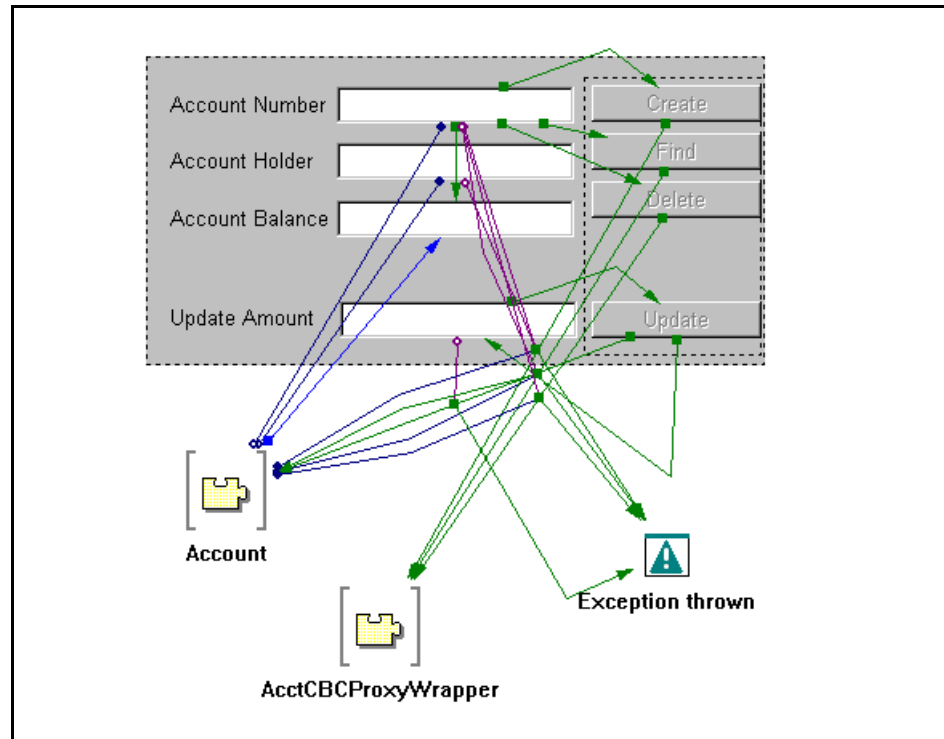 Account Number
Create
Account Holder
Find
Delete
Account Balance
Update Amount
Update
Account
Exception thrown
AcctCBCProxyWrapper